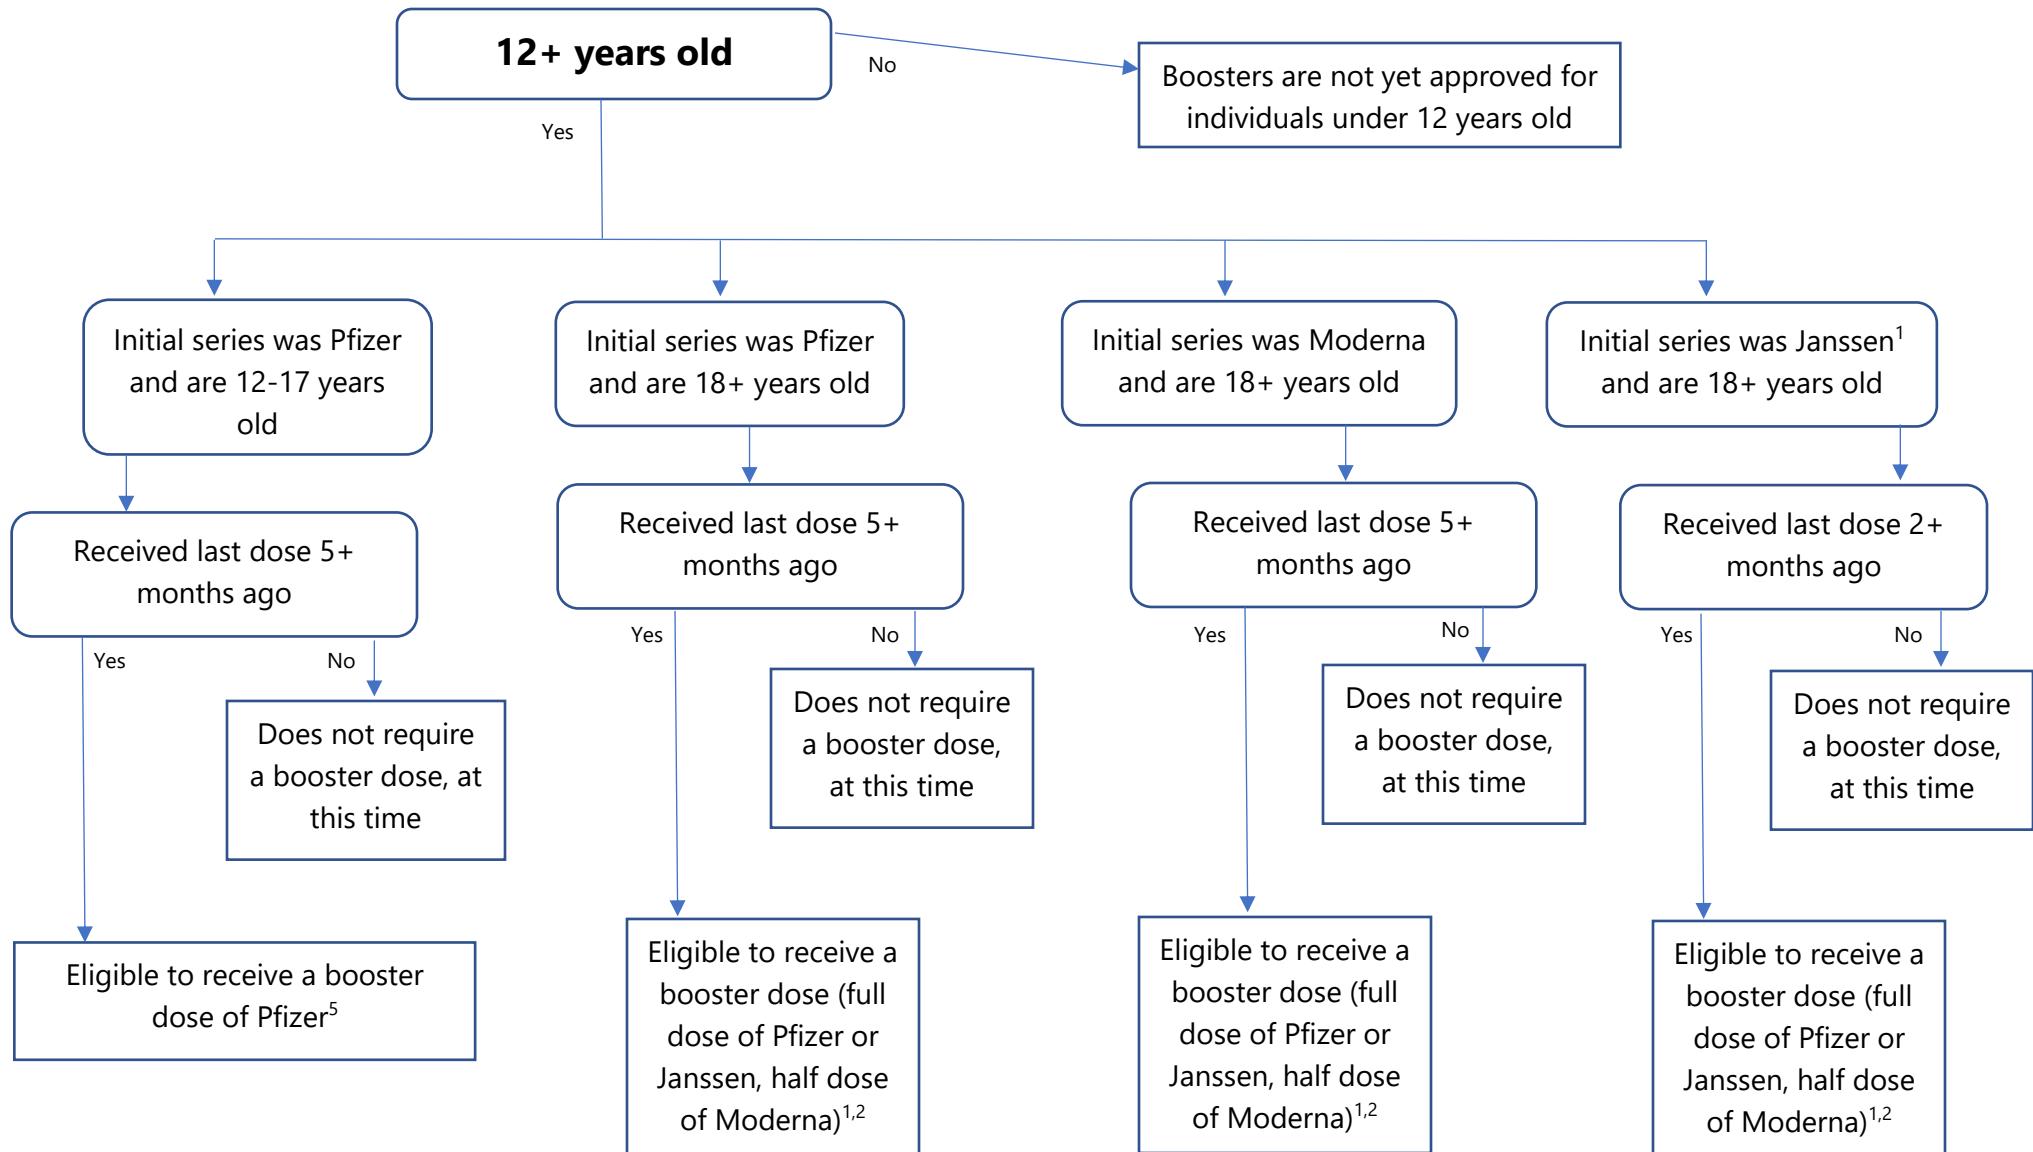 12+ years old
No
Boosters are not yet approved for
individuals under 12 years old
Yes
Initial series was Pfizer
and are 12-17 years
old
Initial series was Pfizer
and are 18+ years old
Initial series was Moderna
and are 18+ years old
Initial series was Janssen¹
and are 18+ years old
Received last dose 5+
months ago
Received last dose 5+
months ago
Received last dose 5+
months ago
Received last dose 2+
months ago
Yes
No
Yes
No
Yes
No
Yes
No
Does not require
a booster dose, at
this time
Does not require
a booster dose,
at this time
Does not require
a booster dose,
at this time
Does not require
a booster dose,
at this time
Eligible to receive a booster
dose of Pfizer⁵
Eligible to receive a
booster dose (full
dose of Pfizer or
Janssen, half dose
of Moderna)¹,²
Eligible to receive a
booster dose (full
dose of Pfizer or
Janssen, half dose
of Moderna)¹,²
Eligible to receive a
booster dose (full
dose of Pfizer or
Janssen, half dose
of Moderna)¹,²